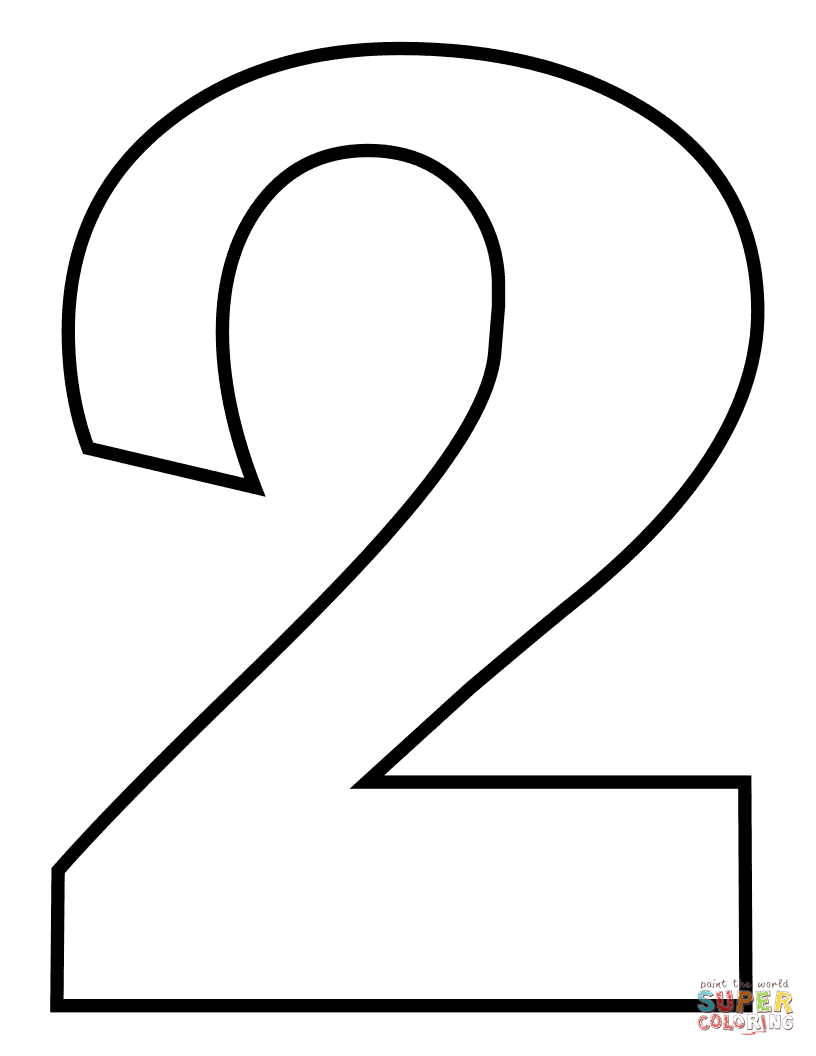 2
paint the world
SUPER
COLORING